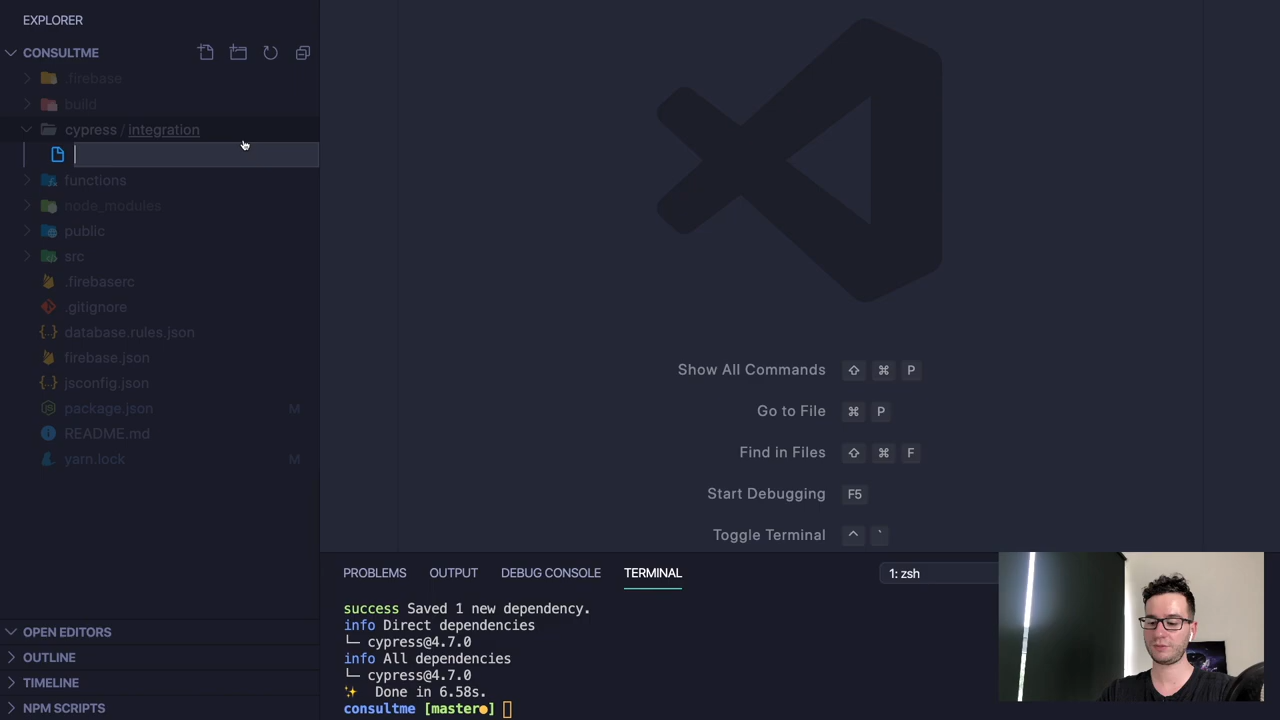 EXPLORER
CONSULTME
.firebase
build
cypress / integration
functions
node_modules
public
src
.firebaserc
.gitignore
database.rules.json
firebase.json
jsconfig.json
package.json M
README.md
yarn.lock M
OPEN EDITORS
OUTLINE
TIMELINE
NPM SCRIPTS
Show All Commands ⇧ ⌘ P
Go to File ⌘ P
Find in Files ⇧ ⌘ F
Start Debugging F5
Toggle Terminal ^ `
PROBLEMS OUTPUT DEBUG CONSOLE TERMINAL 1: zsh
success Saved 1 new dependency.
info Direct dependencies
└─ cypress@4.7.0
info All dependencies
└─ cypress@4.7.0
✨ Done in 6.58s.
consultme [master●]